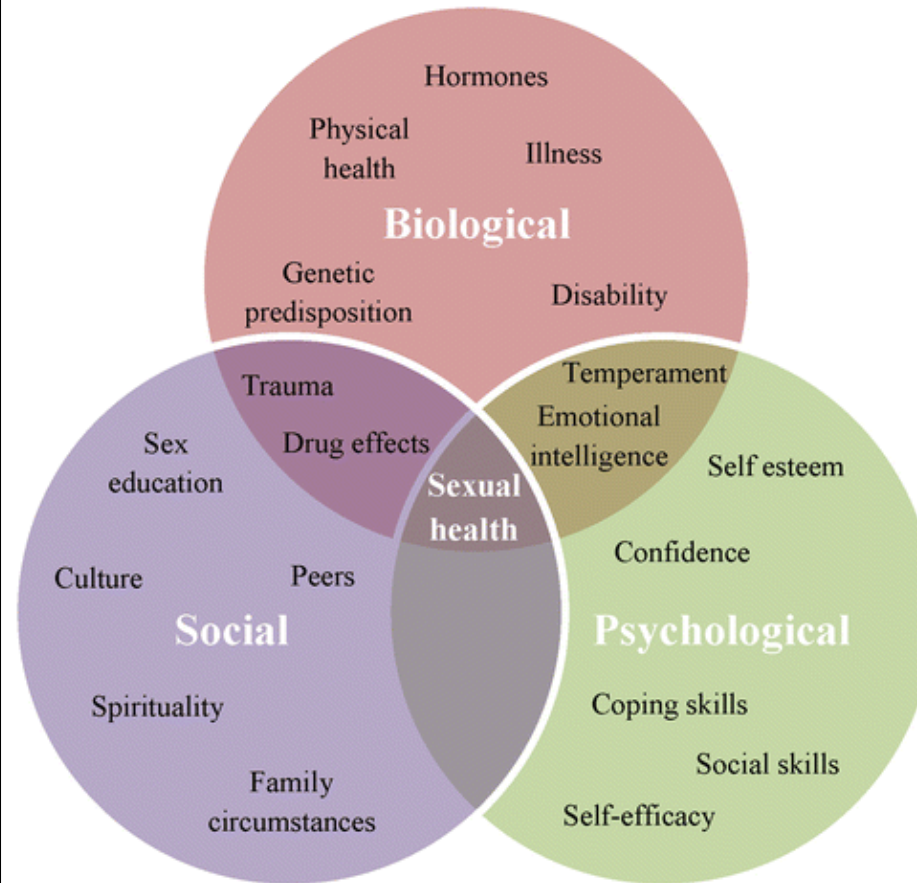 Hormones
Physical
health
Illness
Biological
Genetic
predisposition
Disability
Trauma
Drug effects
Temperament
Emotional
intelligence
Sex
education
Self esteem
Sexual
health
Confidence
Culture
Peers
Social
Psychological
Spirituality
Coping skills
Social skills
Family
circumstances
Self-efficacy